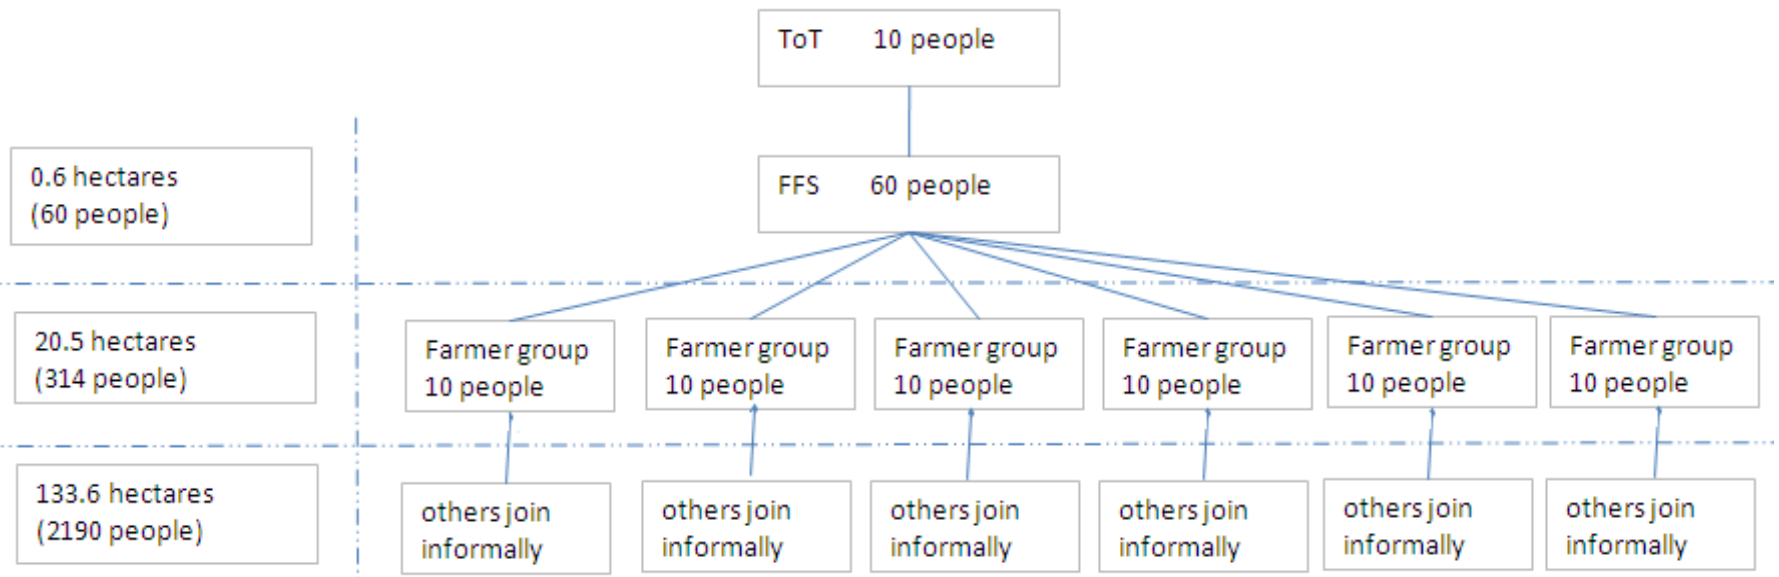 ToT 10 people
0.6 hectares
(60 people)
FFS 60 people
20.5 hectares
(314 people)
Farmer group
10 people
Farmer group
10 people
Farmer group
10 people
Farmer group
10 people
Farmer group
10 people
Farmer group
10 people
133.6 hectares
(2190 people)
others join
informally
others join
informally
others join
informally
others join
informally
others join
informally
others join
informally